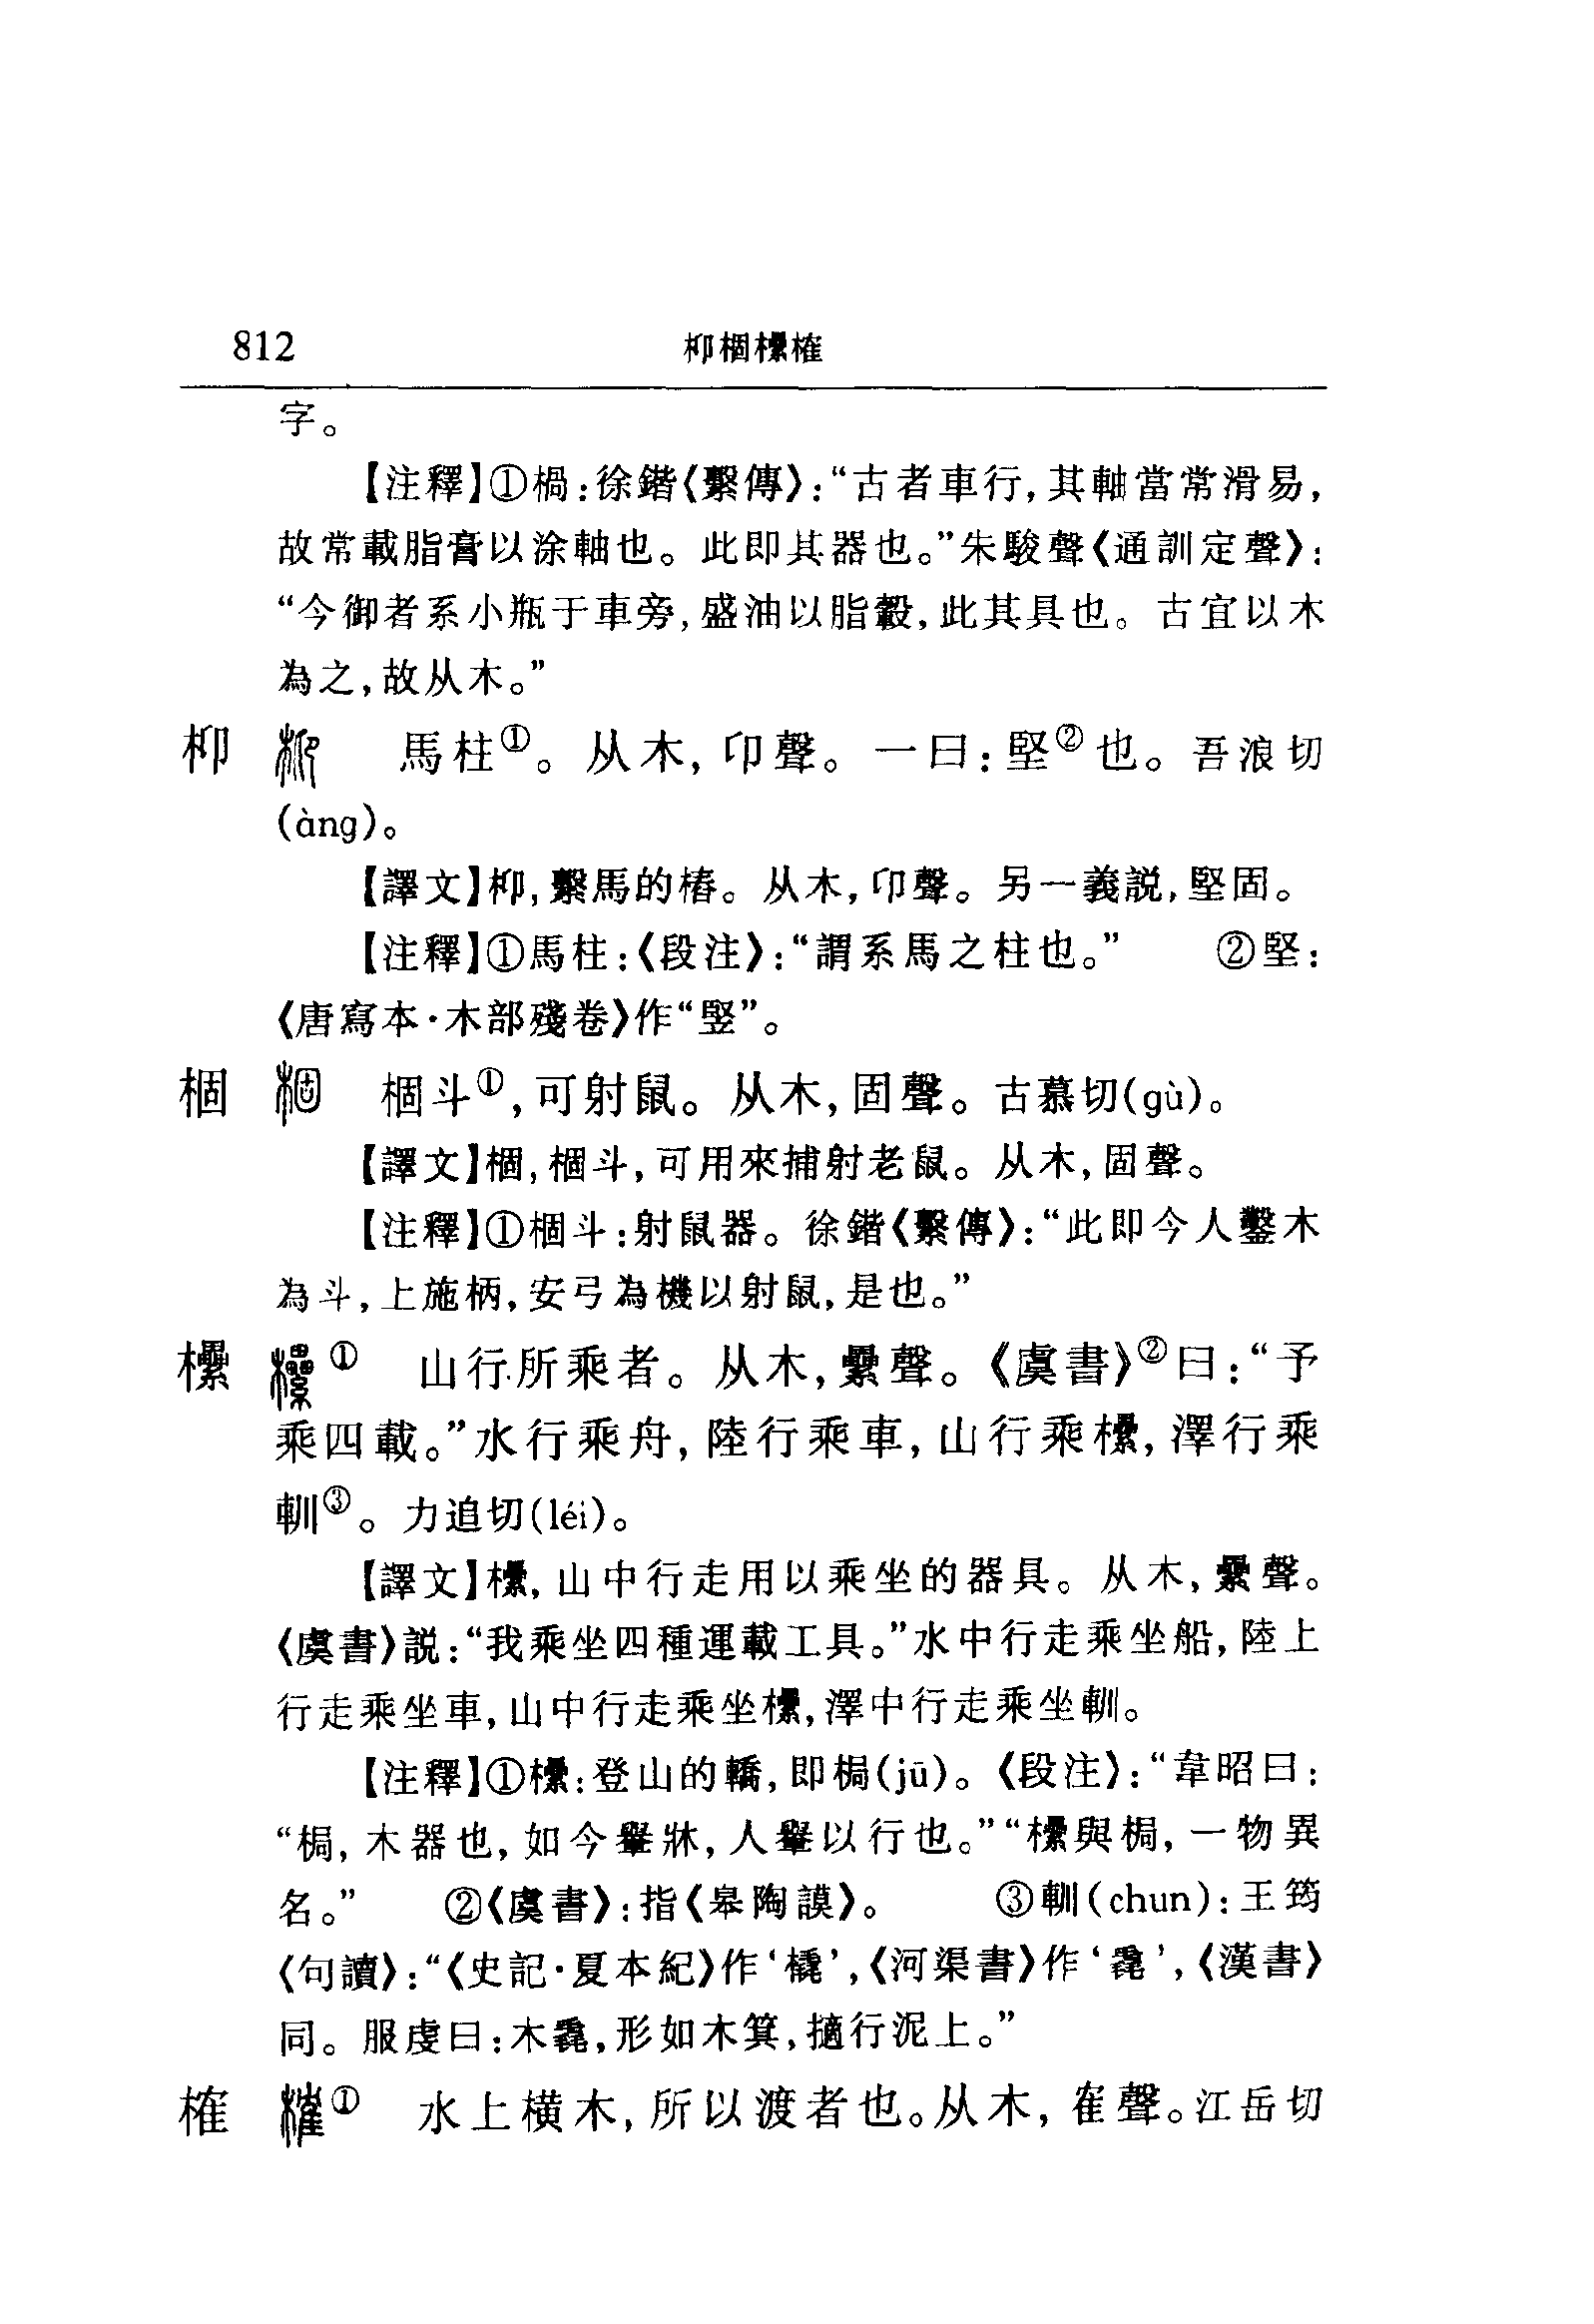 812 枊棝欙榷
字。
【注釋】①楇:徐鍇《繫傳》:“古者車行,其軸當常滑易,
故常載脂膏以涂軸也。此即其器也。”朱駿聲《通訓定聲》:
“今御者系小瓶于車旁,盛油以脂轂,此其具也。古宜以木
為之,故从木。”
枊 馬柱①。从木,卬聲。一曰:堅②也。吾浪切
(àng)。
【譯文】枊,繫馬的樁。从木,卬聲。另一義説,堅固。
【注釋】①馬柱:《段注》:“謂系馬之柱也。” ②堅:
《唐寫本·木部殘卷》作“竪”。
棝 棝斗①,可射鼠。从木,固聲。古慕切(gù)。
【譯文】棝,棝斗,可用來捕射老鼠。从木,固聲。
【注釋】①棝斗:射鼠器。徐鍇《繫傳》:“此即今人鑿木
為斗,上施柄,安弓為機以射鼠,是也。”
欙 ① 山行所乘者。从木,纍聲。《虞書》②曰:“予
乘四載。”水行乘舟,陸行乘車,山行乘欙,澤行乘
䡅③。力追切(léi)。
【譯文】欙,山中行走用以乘坐的器具。从木,纍聲。
《虞書》説:“我乘坐四種運載工具。”水中行走乘坐船,陸上
行走乘坐車,山中行走乘坐欙,澤中行走乘坐䡅。
【注釋】①欙:登山的轎,即梮(jū)。《段注》:“韋昭曰:
“梮,木器也,如今轝牀,人轝以行也。”“欙與梮,一物異
名。” ②《虞書》:指《皋陶謨》。 ③䡅(chun):王筠
《句讀》:“《史記·夏本紀》作‘橇’,《河渠書》作‘毳’,《漢書》
同。服虔曰:木毳,形如木箕,擿行泥上。”
榷 ① 水上横木,所以渡者也。从木,隺聲。江岳切